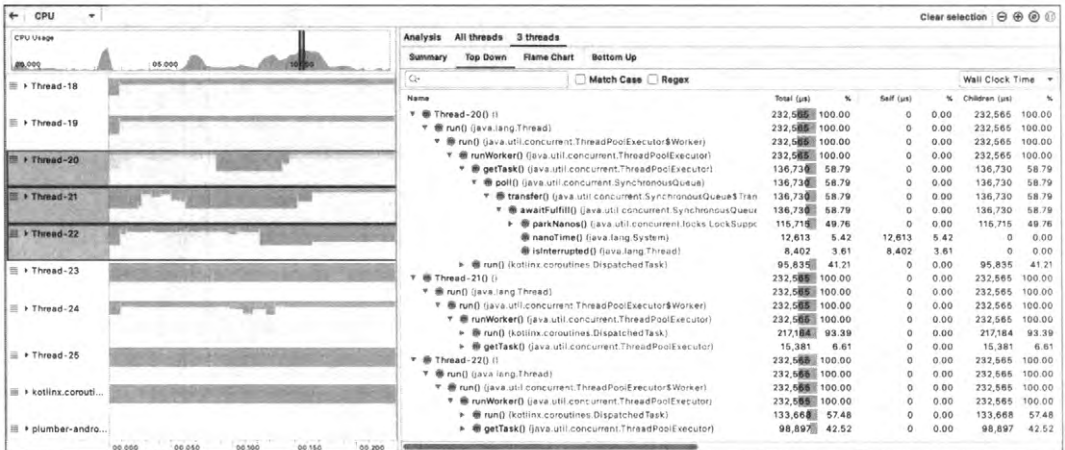 ← CPU ▾ Clear selection
CPU Usage
00.000 05.000 10.000
Thread-18
Thread-19
Thread-20
Thread-21
Thread-22
Thread-23
Thread-24
Thread-25
kotlinx.corouti...
plumber-andro...
00.000 00.050 00.100 00.150 00.200
Analysis All threads 3 threads
Summary Top Down Flame Chart Bottom Up
Match Case Regex Wall Clock Time
Name Total (μs) % Self (μs) % Children (μs) %
Thread-20() () 232,565 100.00 0 0.00 232,565 100.00
run() (java.lang.Thread) 232,565 100.00 0 0.00 232,565 100.00
run() (java.util.concurrent.ThreadPoolExecutor$Worker) 232,565 100.00 0 0.00 232,565 100.00
runWorker() (java.util.concurrent.ThreadPoolExecutor) 232,565 100.00 0 0.00 232,565 100.00
getTask() (java.util.concurrent.ThreadPoolExecutor) 136,730 58.79 0 0.00 136,730 58.79
poll() (java.util.concurrent.SynchronousQueue) 136,730 58.79 0 0.00 136,730 58.79
transfer() (java.util.concurrent.SynchronousQueue$Tran 136,730 58.79 0 0.00 136,730 58.79
awaitFulfill() (java.util.concurrent.SynchronousQueue 136,730 58.79 0 0.00 136,730 58.79
parkNanos() (java.util.concurrent.locks.LockSuppo 115,715 49.76 0 0.00 115,715 49.76
nanoTime() (java.lang.System) 12,613 5.42 12,613 5.42 0 0.00
isInterrupted() (java.lang.Thread) 8,402 3.61 8,402 3.61 0 0.00
run() (kotlinx.coroutines.DispatchedTask) 95,835 41.21 0 0.00 95,835 41.21
Thread-21() () 232,565 100.00 0 0.00 232,565 100.00
run() (java.lang.Thread) 232,565 100.00 0 0.00 232,565 100.00
run() (java.util.concurrent.ThreadPoolExecutor$Worker) 232,565 100.00 0 0.00 232,565 100.00
runWorker() (java.util.concurrent.ThreadPoolExecutor) 232,565 100.00 0 0.00 232,565 100.00
run() (kotlinx.coroutines.DispatchedTask) 217,184 93.39 0 0.00 217,184 93.39
getTask() (java.util.concurrent.ThreadPoolExecutor) 15,381 6.61 0 0.00 15,381 6.61
Thread-22() () 232,565 100.00 0 0.00 232,565 100.00
run() (java.lang.Thread) 232,565 100.00 0 0.00 232,565 100.00
run() (java.util.concurrent.ThreadPoolExecutor$Worker) 232,565 100.00 0 0.00 232,565 100.00
runWorker() (java.util.concurrent.ThreadPoolExecutor) 232,565 100.00 0 0.00 232,565 100.00
run() (kotlinx.coroutines.DispatchedTask) 133,668 57.48 0 0.00 133,668 57.48
getTask() (java.util.concurrent.ThreadPoolExecutor) 98,897 42.52 0 0.00 98,897 42.52